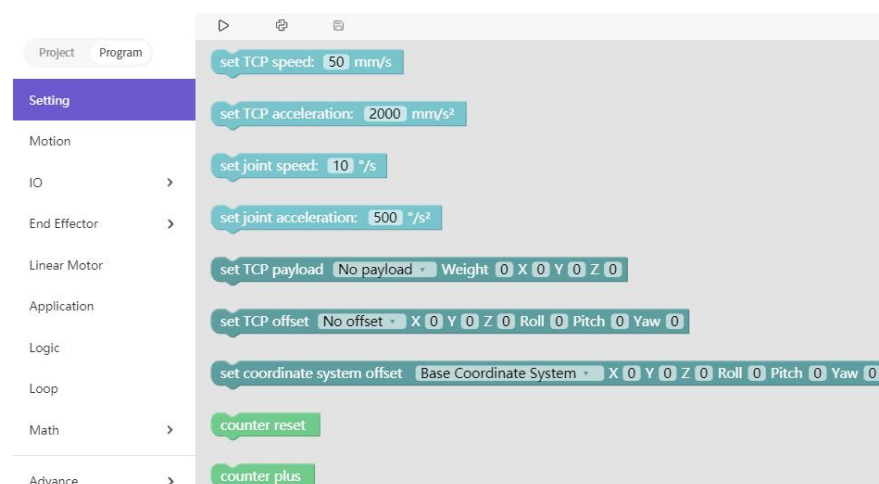 Project Program
Setting
Motion
IO
End Effector
Linear Motor
Application
Logic
Loop
Math
Advance
set TCP speed: 50 mm/s
set TCP acceleration: 2000 mm/s²
set joint speed: 10 °/s
set joint acceleration: 500 °/s²
set TCP payload No payload Weight 0 X 0 Y 0 Z 0
set TCP offset No offset X 0 Y 0 Z 0 Roll 0 Pitch 0 Yaw 0
set coordinate system offset Base Coordinate System X 0 Y 0 Z 0 Roll 0 Pitch 0 Yaw 0
counter reset
counter plus